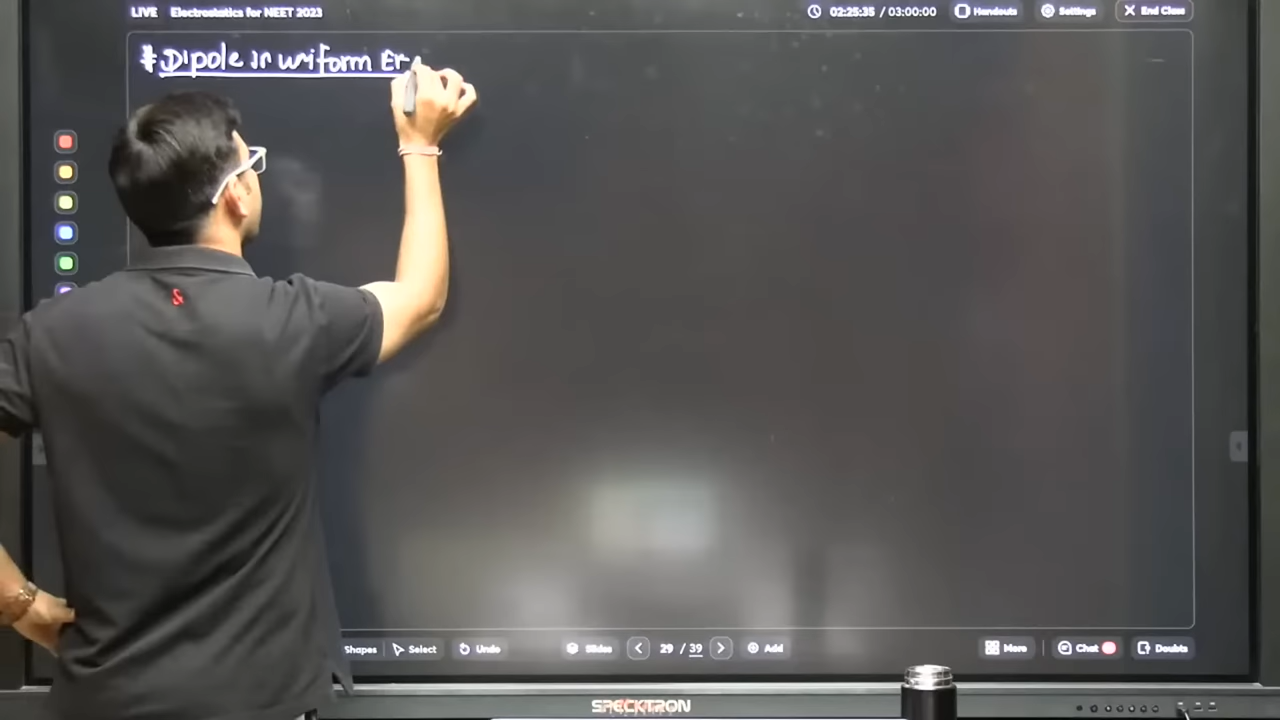 LIVE Electrostatics for NEET 2023 02:25:35 / 03:00:00 Handouts Settings End Class
# Dipole in uniform Er
Shapes Select Undo Slides 29 / 39 Add More Chat Doubts
SPECKTRON